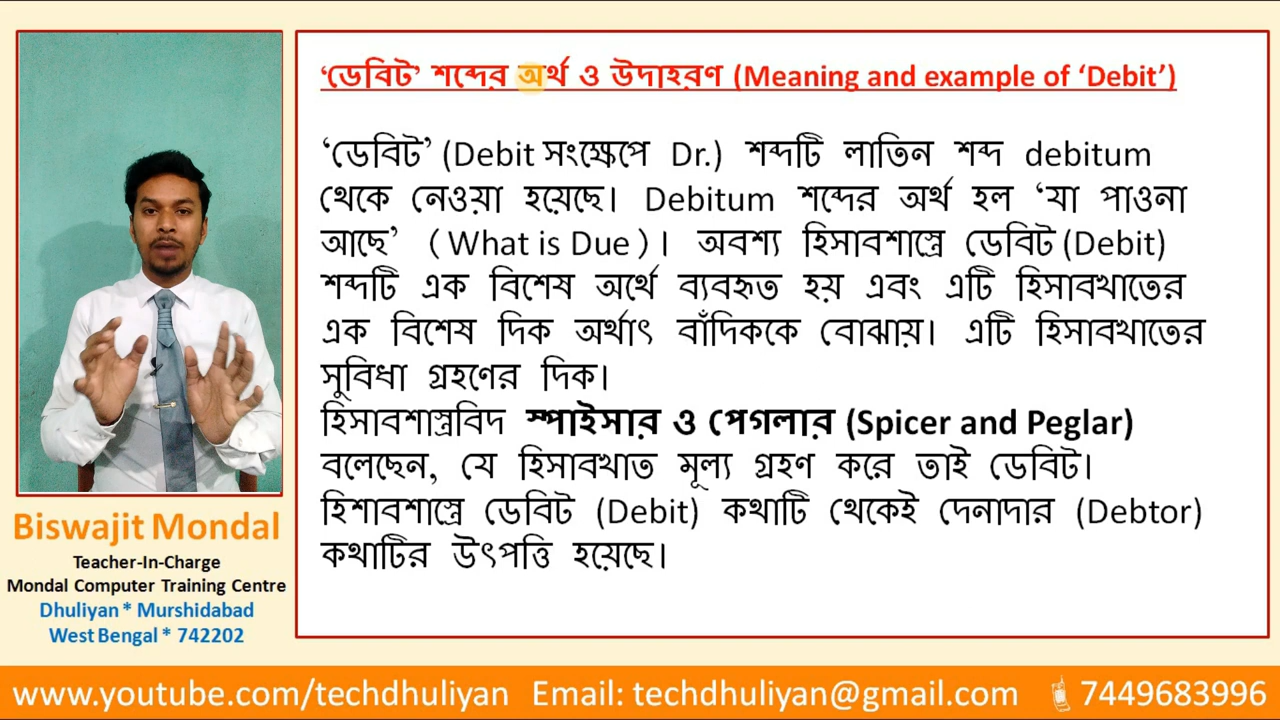 ‘ডেবিট’ শব্দের অর্থ ও উদাহরণ (Meaning and example of ‘Debit’)
‘ডেবিট’ (Debit সংক্ষেপে Dr.) শব্দটি লাতিন শব্দ debitum
থেকে নেওয়া হয়েছে। Debitum শব্দের অর্থ হল ‘যা পাওনা
আছে’ (What is Due)। অবশ্য হিসাবশাস্ত্রে ডেবিট (Debit)
শব্দটি এক বিশেষ অর্থে ব্যবহৃত হয় এবং এটি হিসাবখাতের
এক বিশেষ দিক অর্থাৎ বাঁদিককে বোঝায়। এটি হিসাবখাতের
সুবিধা গ্রহণের দিক।
হিসাবশাস্ত্রবিদ স্পাইসার ও পেগলার (Spicer and Peglar)
বলেছেন, যে হিসাবখাত মূল্য গ্রহণ করে তাই ডেবিট।
হিশাবশাস্ত্রে ডেবিট (Debit) কথাটি থেকেই দেনাদার (Debtor)
কথাটির উৎপত্তি হয়েছে।
Biswajit Mondal
Teacher-In-Charge
Mondal Computer Training Centre
Dhuliyan * Murshidabad
West Bengal * 742202
www.youtube.com/techdhuliyan Email: techdhuliyan@gmail.com 7449683996